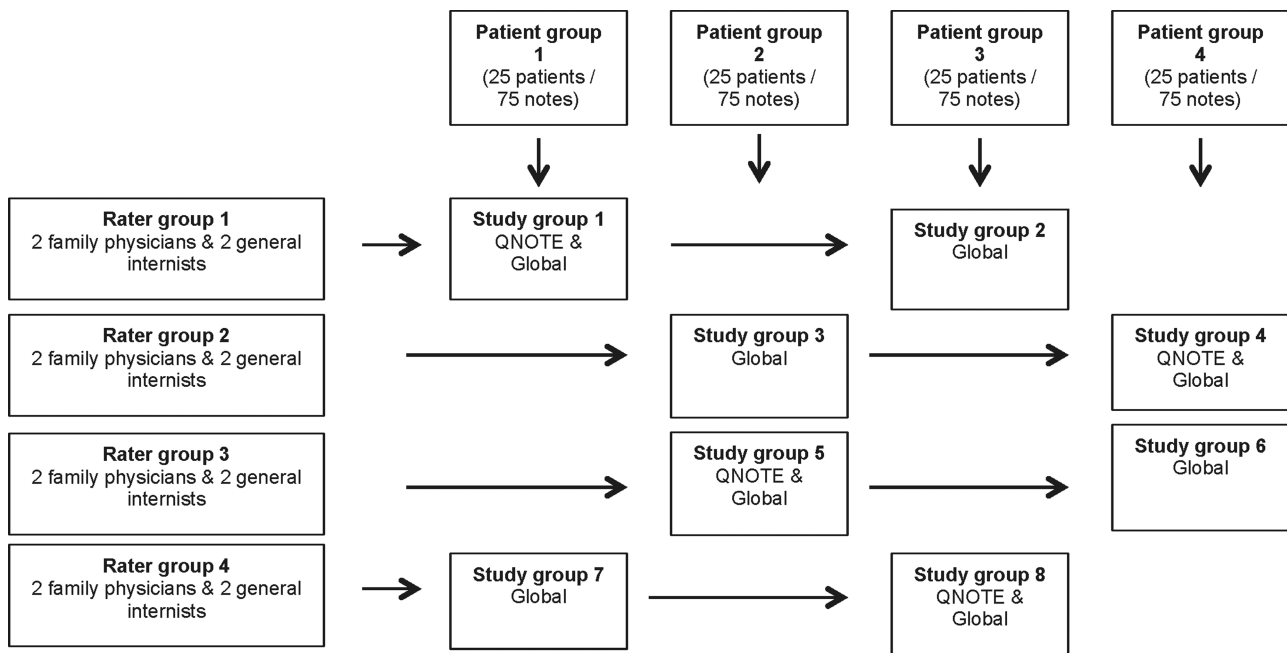 Patient group
1
(25 patients /
75 notes)
Patient group
2
(25 patients /
75 notes)
Patient group
3
(25 patients /
75 notes)
Patient group
4
(25 patients /
75 notes)
Rater group 1
2 family physicians & 2 general
internists
Study group 1
QNOTE &
Global
Study group 2
Global
Rater group 2
2 family physicians & 2 general
internists
Study group 3
Global
Study group 4
QNOTE &
Global
Rater group 3
2 family physicians & 2 general
internists
Study group 5
QNOTE &
Global
Study group 6
Global
Rater group 4
2 family physicians & 2 general
internists
Study group 7
Global
Study group 8
QNOTE &
Global